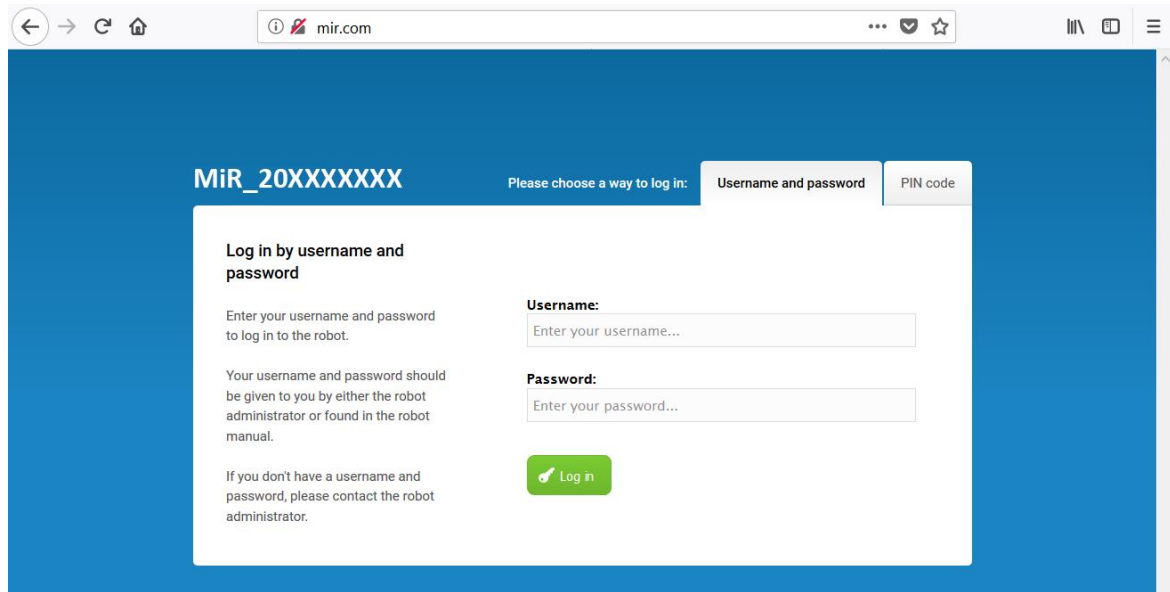 mir.com
MiR_20XXXXXXX
Please choose a way to log in:
Username and password
PIN code
Log in by username and
password
Enter your username and password
to log in to the robot.
Your username and password should
be given to you by either the robot
administrator or found in the robot
manual.
If you don't have a username and
password, please contact the robot
administrator.
Username:
Enter your username...
Password:
Enter your password...
Log in